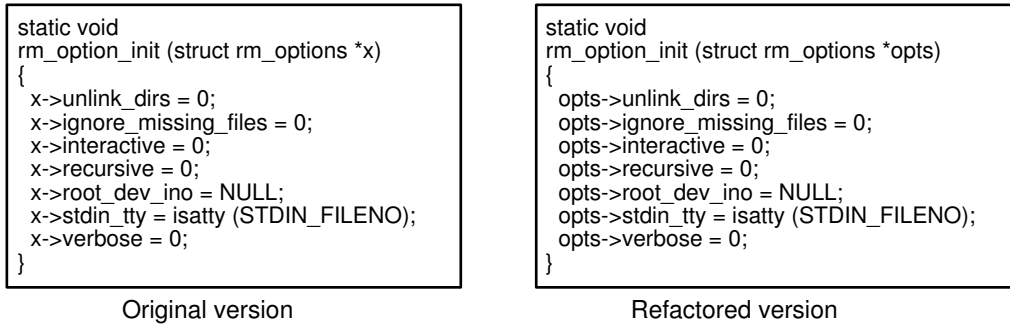 static void
rm_option_init (struct rm_options *x)
{
x->unlink_dirs = 0;
x->ignore_missing_files = 0;
x->interactive = 0;
x->recursive = 0;
x->root_dev_ino = NULL;
x->stdin_tty = isatty (STDIN_FILENO);
x->verbose = 0;
}
Original version
static void
rm_option_init (struct rm_options *opts)
{
opts->unlink_dirs = 0;
opts->ignore_missing_files = 0;
opts->interactive = 0;
opts->recursive = 0;
opts->root_dev_ino = NULL;
opts->stdin_tty = isatty (STDIN_FILENO);
opts->verbose = 0;
}
Refactored version